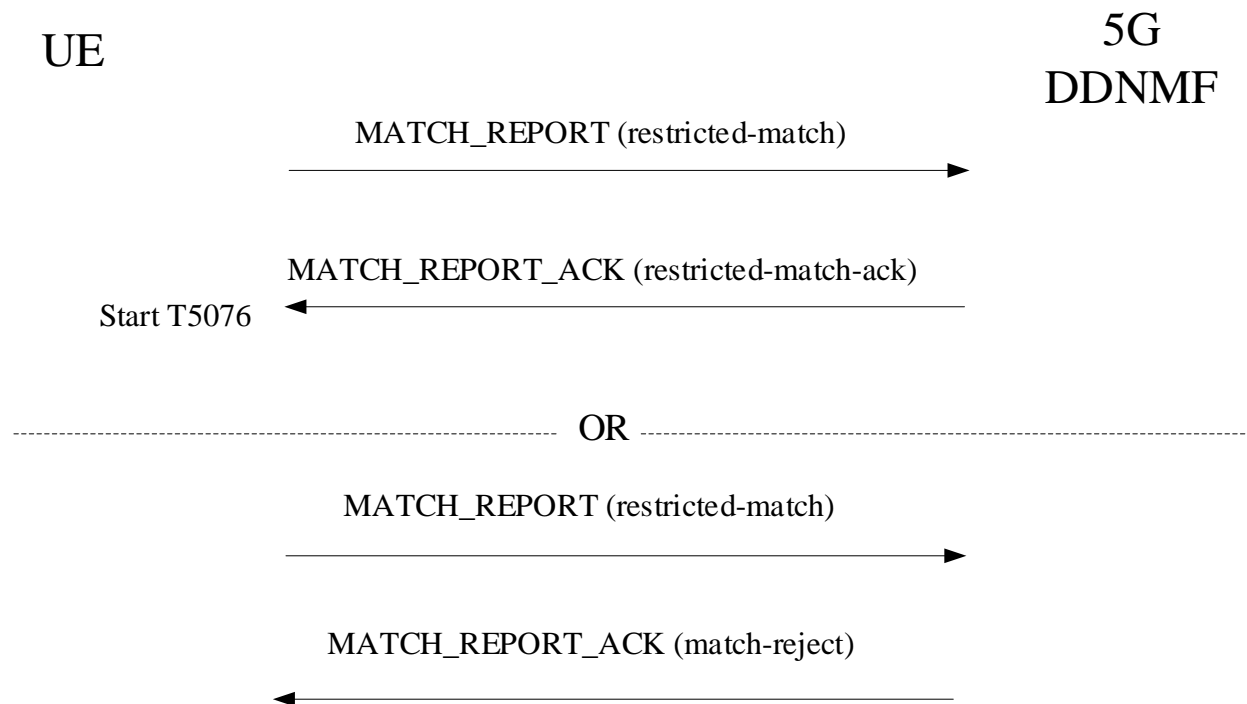 UE
5G
DDNMF
MATCH_REPORT (restricted-match)
MATCH_REPORT_ACK (restricted-match-ack)
Start T5076
OR
MATCH_REPORT (restricted-match)
MATCH_REPORT_ACK (match-reject)